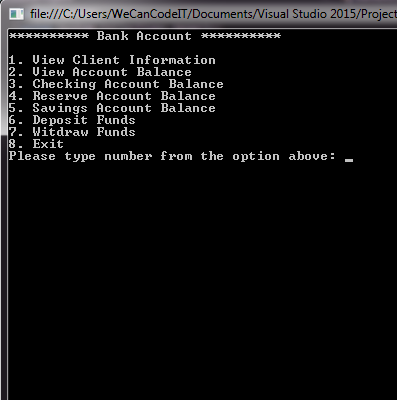 file:///C:/Users/WeCanCodeIT/Documents/Visual Studio 2015/Project
********** Bank Account **********
1. View Client Information
2. View Account Balance
3. Checking Account Balance
4. Reserve Account Balance
5. Savings Account Balance
6. Deposit Funds
7. Witdraw Funds
8. Exit
Please type number from the option above: _